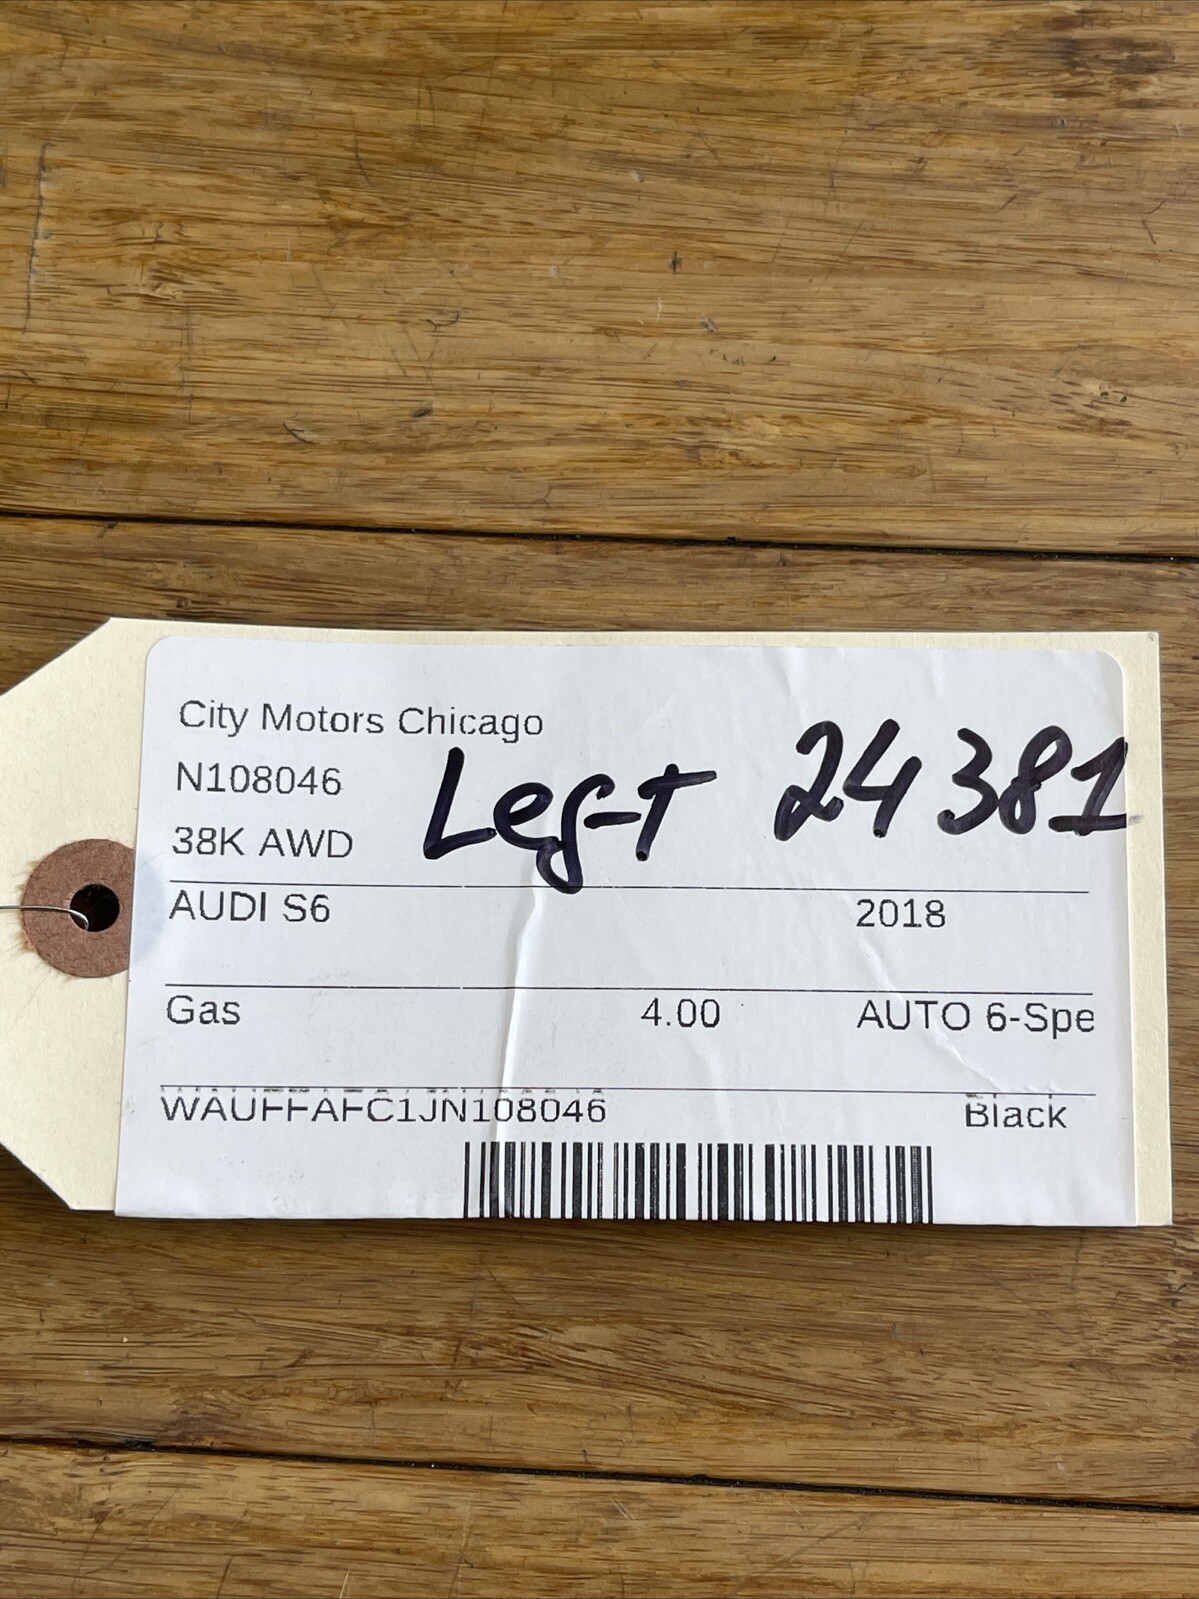 City Motors Chicago
N108046
38K AWD
Left 24381
AUDI S6 2018
Gas 4.00 AUTO 6-Spe
WAUFFAFC1JN108046 Black